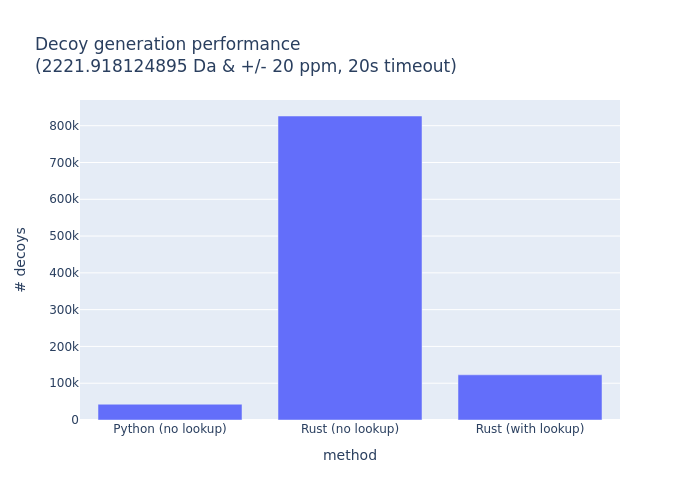 Decoy generation performance
(2221.918124895 Da & +/- 20 ppm, 20s timeout)
800k
700k
600k
500k
400k
300k
200k
100k
0
# decoys
Python (no lookup)
Rust (no lookup)
Rust (with lookup)
method